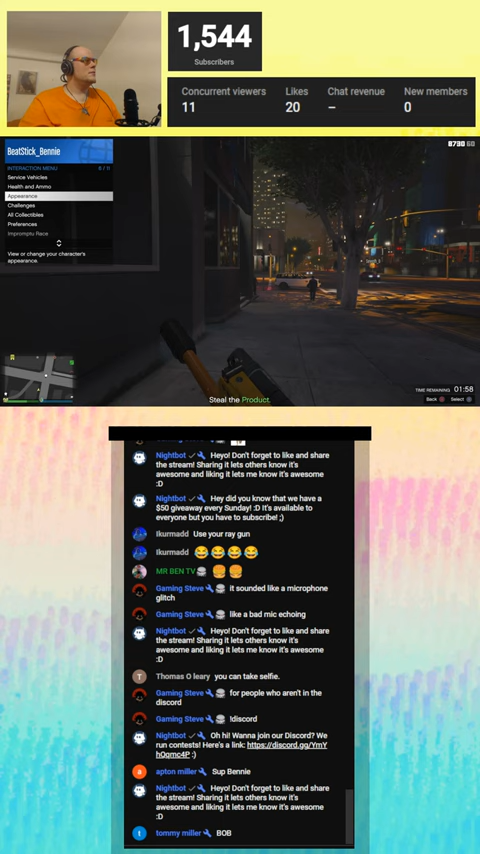 1,544
Subscribers
Concurrent viewers
11
Likes
20
Chat revenue
–
New members
0
BeatStick_Bennie
INTERACTION MENU 8 / 11
Service Vehicles
Health and Ammo
Appearance
Challenges
All Collectibles
Preferences
Impromptu Race
View or change your character's
appearance.
Steal the Product.
TIME REMAINING 01:58
Back Select
Nightbot Heyo! Don't forget to like and share
the stream! Sharing it lets others know it's
awesome and liking it lets me know it's awesome
:D
Nightbot Hey did you know that we have a
$50 giveaway every Sunday! :D It's available to
everyone but you have to subscribe! ;)
Ikurmadd Use your ray gun
Ikurmadd 😂😂😂😂
MR BEN TV 🍔🍔
Gaming Steve it sounded like a microphone
glitch
Gaming Steve like a bad mic echoing
Nightbot Heyo! Don't forget to like and share
the stream! Sharing it lets others know it's
awesome and liking it lets me know it's awesome
:D
T Thomas O leary you can take selfie.
Gaming Steve for people who aren't in the
discord
Gaming Steve !discord
Nightbot Oh hi! Wanna join our Discord? We
run contests! Here's a link: https://discord.gg/YmY
hQqmc4P ;)
a apton miller Sup Bennie
Nightbot Heyo! Don't forget to like and share
the stream! Sharing it lets others know it's
awesome and liking it lets me know it's awesome
:D
t tommy miller BOB